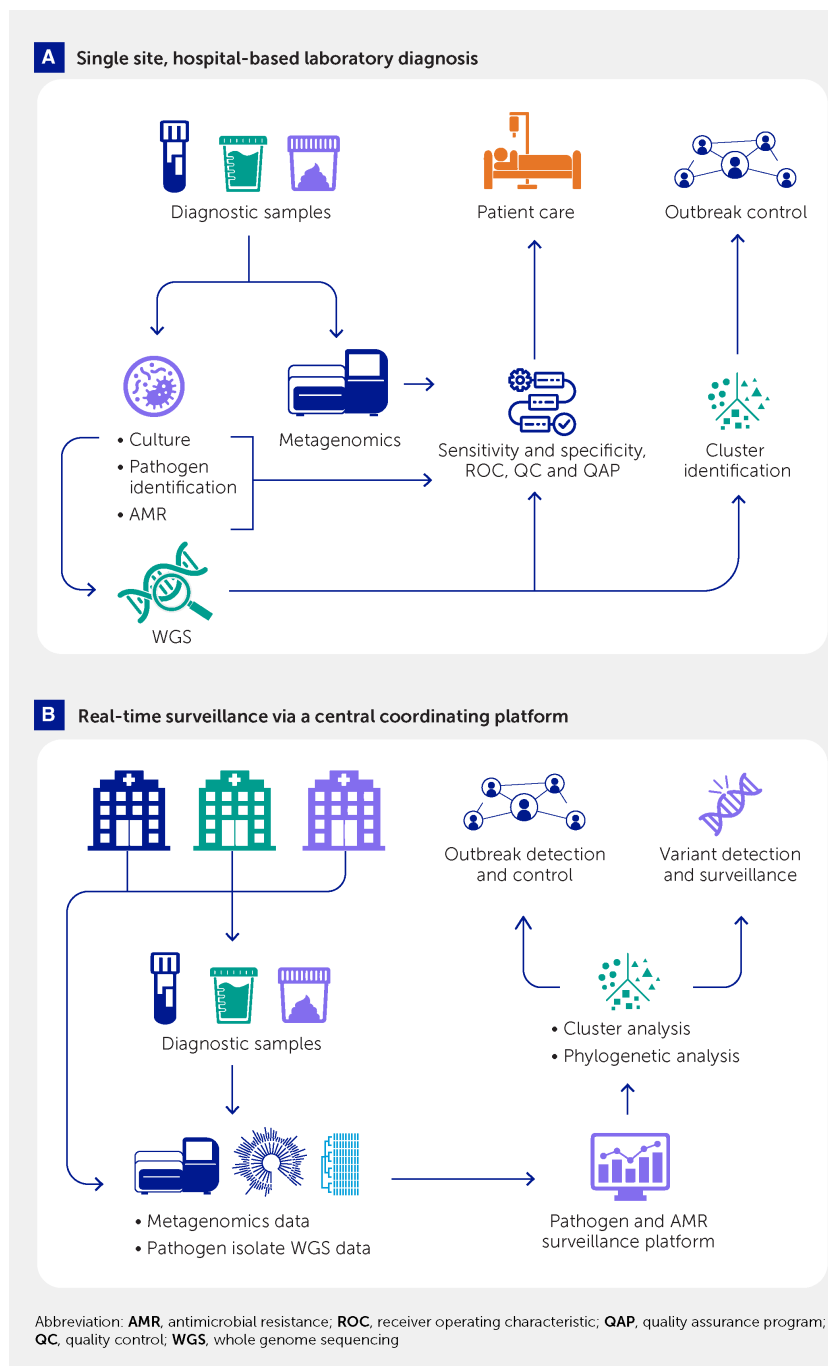 A Single site, hospital-based laboratory diagnosis
Diagnostic samples
Patient care
Outbreak control
• Culture
• Pathogen
identification
• AMR
Metagenomics
Sensitivity and specificity,
ROC, QC and QAP
Cluster
identification
WGS
B Real-time surveillance via a central coordinating platform
Outbreak detection
and control
Variant detection
and surveillance
Diagnostic samples
• Cluster analysis
• Phylogenetic analysis
• Metagenomics data
• Pathogen isolate WGS data
Pathogen and AMR
surveillance platform
Abbreviation: AMR, antimicrobial resistance; ROC, receiver operating characteristic; QAP, quality assurance program;
QC, quality control; WGS, whole genome sequencing